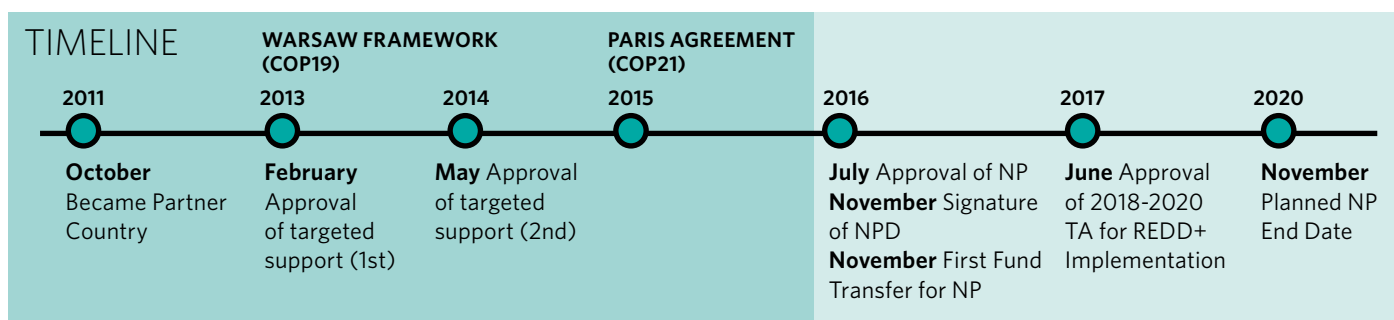 TIMELINE
WARSAW FRAMEWORK
(COP19)
PARIS AGREEMENT
(COP21)
2011
2013
2014
2015
2016
2017
2020
October
Became Partner
Country
February
Approval
of targeted
support (1st)
May Approval
of targeted
support (2nd)
July Approval of NP
November Signature
of NPD
November First Fund
Transfer for NP
June Approval
of 2018-2020
TA for REDD+
Implementation
November
Planned NP
End Date